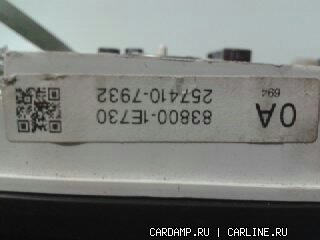 83800-1E730
257410-7932
0A
694
CARDAMP.RU | CARLINE.RU